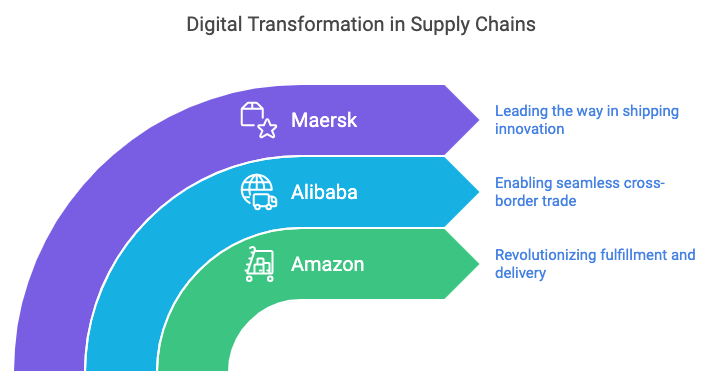 Digital Transformation in Supply Chains
Maersk
Leading the way in shipping
innovation
Alibaba
Enabling seamless cross-
border trade
Amazon
Revolutionizing fulfillment and
delivery